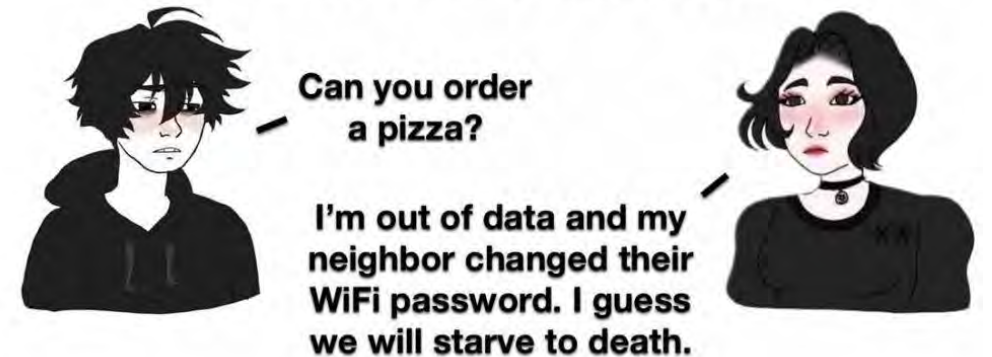 Can you order
a pizza?
I'm out of data and my
neighbor changed their
WiFi password. I guess
we will starve to death.